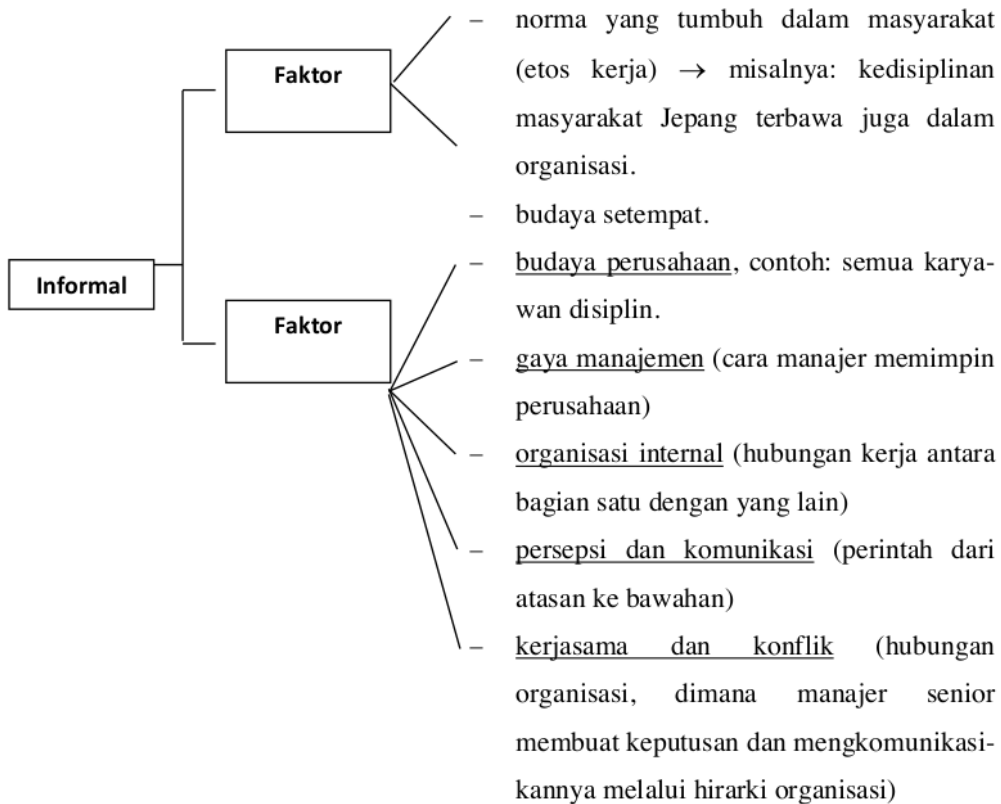 – norma yang tumbuh dalam masyarakat
(etos kerja) → misalnya: kedisiplinan
masyarakat Jepang terbawa juga dalam
organisasi.
– budaya setempat.
Faktor
Informal
Faktor
– budaya perusahaan, contoh: semua karya-
wan disiplin.
– gaya manajemen (cara manajer memimpin
perusahaan)
– organisasi internal (hubungan kerja antara
bagian satu dengan yang lain)
– persepsi dan komunikasi (perintah dari
atasan ke bawahan)
– kerjasama dan konflik (hubungan
organisasi, dimana manajer senior
membuat keputusan dan mengkomunikasi-
kannya melalui hirarki organisasi)